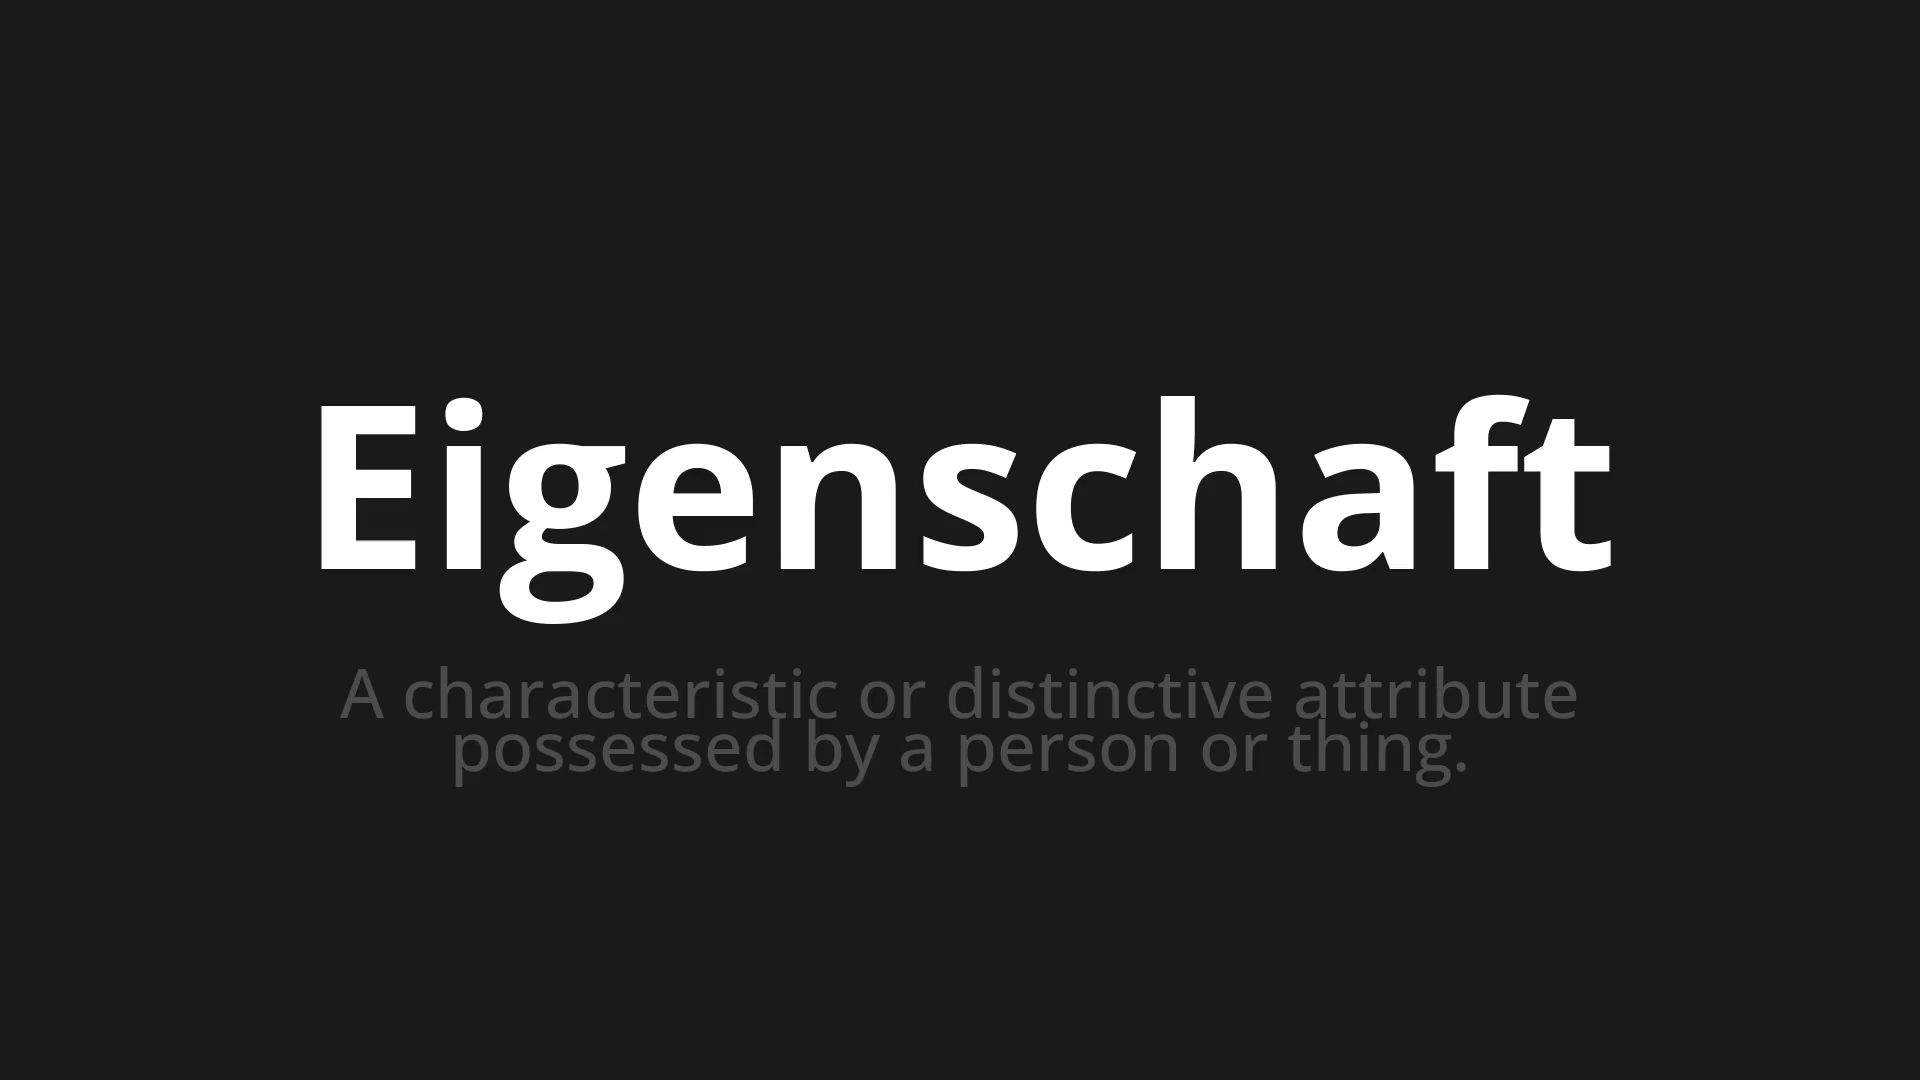 Eigenschaft
A characteristic or distinctive attribute
possessed by a person or thing.